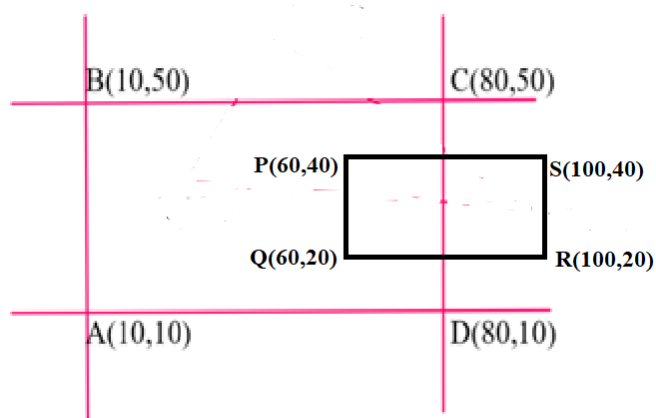 B(10,50)
C(80,50)
P(60,40)
S(100,40)
Q(60,20)
R(100,20)
A(10,10)
D(80,10)